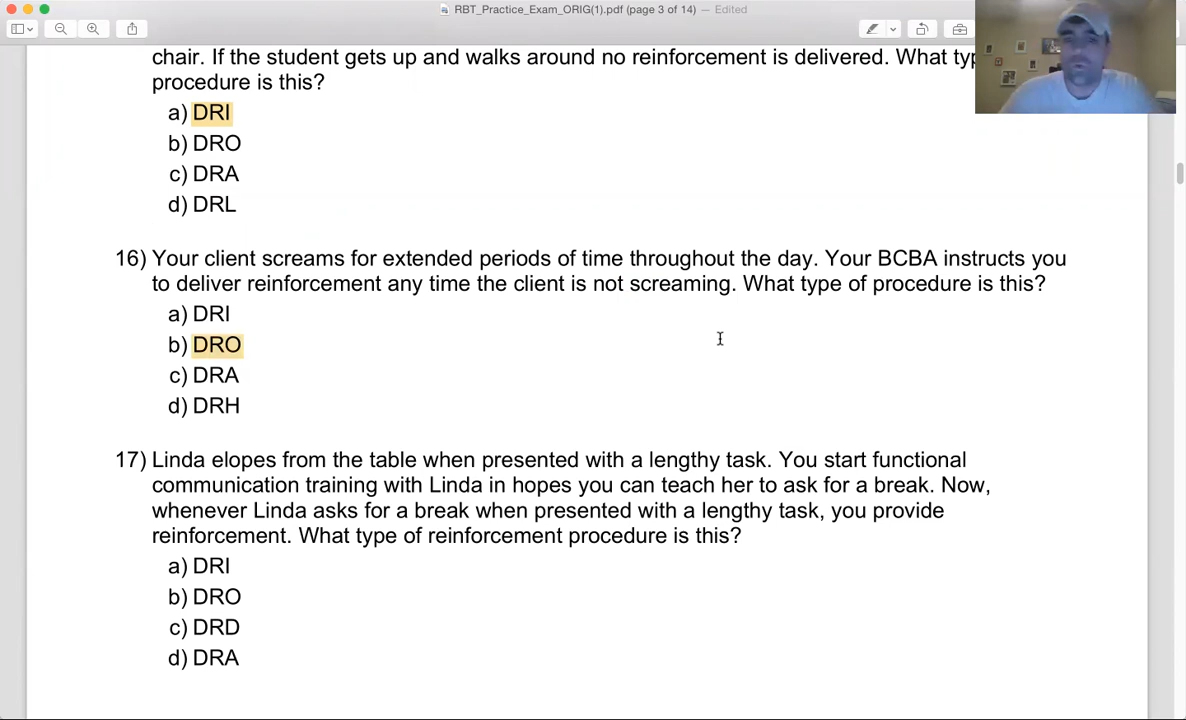 RBT_Practice_Exam_ORIG(1).pdf (page 3 of 14) — Edited
chair. If the student gets up and walks around no reinforcement is delivered. What
procedure is this?
a) DRI
b) DRO
c) DRA
d) DRL
16) Your client screams for extended periods of time throughout the day. Your BCBA instructs you
to deliver reinforcement any time the client is not screaming. What type of procedure is this?
a) DRI
b) DRO
c) DRA
d) DRH
17) Linda elopes from the table when presented with a lengthy task. You start functional
communication training with Linda in hopes you can teach her to ask for a break. Now,
whenever Linda asks for a break when presented with a lengthy task, you provide
reinforcement. What type of reinforcement procedure is this?
a) DRI
b) DRO
c) DRD
d) DRA